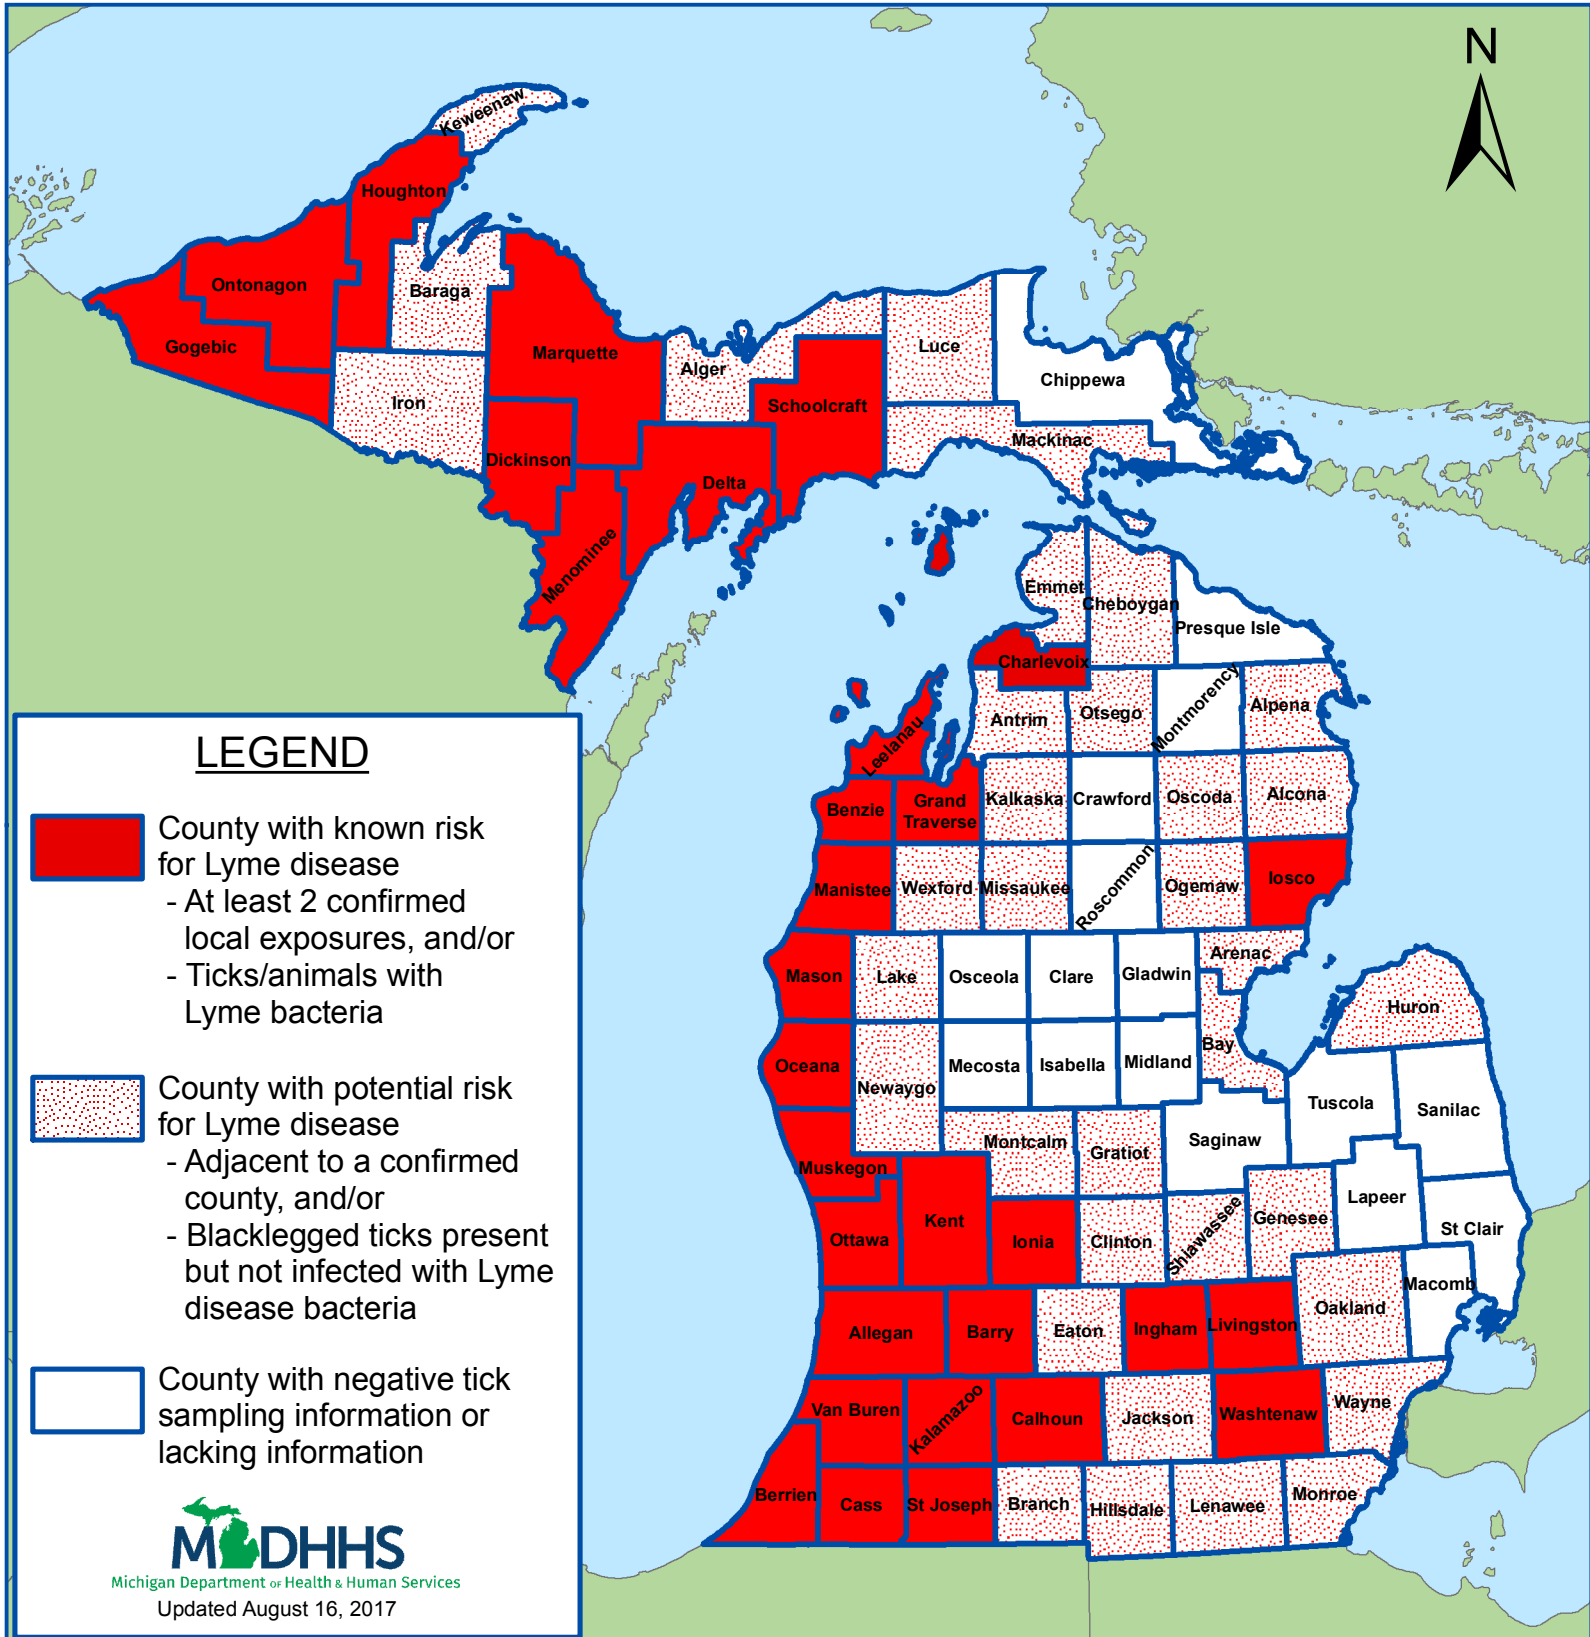 N
Keweenaw
Houghton
Ontonagon
Baraga
Gogebic
Marquette
Luce
Alger
Chippewa
Iron
Schoolcraft
Mackinac
Dickinson
Delta
Menominee
Emmet
Cheboygan
Presque Isle
Charlevoix
Montmorency
Alpena
Antrim
Otsego
Leelanau
Benzie
Grand
Traverse
Kalkaska
Crawford
Oscoda
Alcona
Manistee
Wexford
Missaukee
Roscommon
Ogemaw
Iosco
Arenac
Mason
Lake
Osceola
Clare
Gladwin
Huron
Bay
Oceana
Newaygo
Mecosta
Isabella
Midland
Tuscola
Sanilac
Montcalm
Gratiot
Saginaw
Muskegon
Lapeer
Kent
Ottawa
Ionia
Clinton
Shiawassee
Genesee
St Clair
Macomb
Allegan
Barry
Eaton
Ingham
Livingston
Oakland
Van Buren
Kalamazoo
Calhoun
Jackson
Washtenaw
Wayne
Berrien
Cass
St Joseph
Branch
Hillsdale
Lenawee
Monroe
LEGEND
County with known risk
for Lyme disease
- At least 2 confirmed
local exposures, and/or
- Ticks/animals with
Lyme bacteria
County with potential risk
for Lyme disease
- Adjacent to a confirmed
county, and/or
- Blacklegged ticks present
but not infected with Lyme
disease bacteria
County with negative tick
sampling information or
lacking information
MDHHS
Michigan Department OF Health & Human Services
Updated August 16, 2017